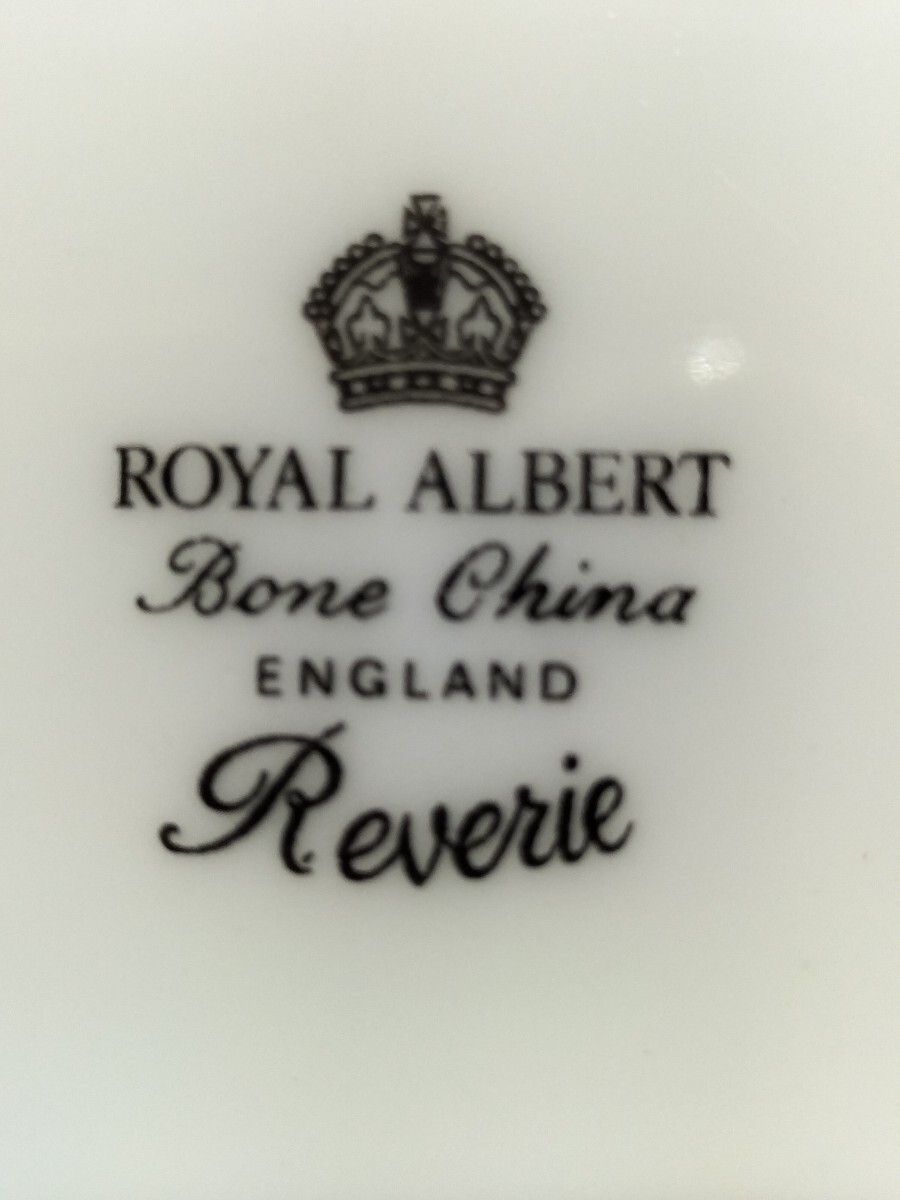 ROYAL ALBERT
Bone China
ENGLAND
Reverie